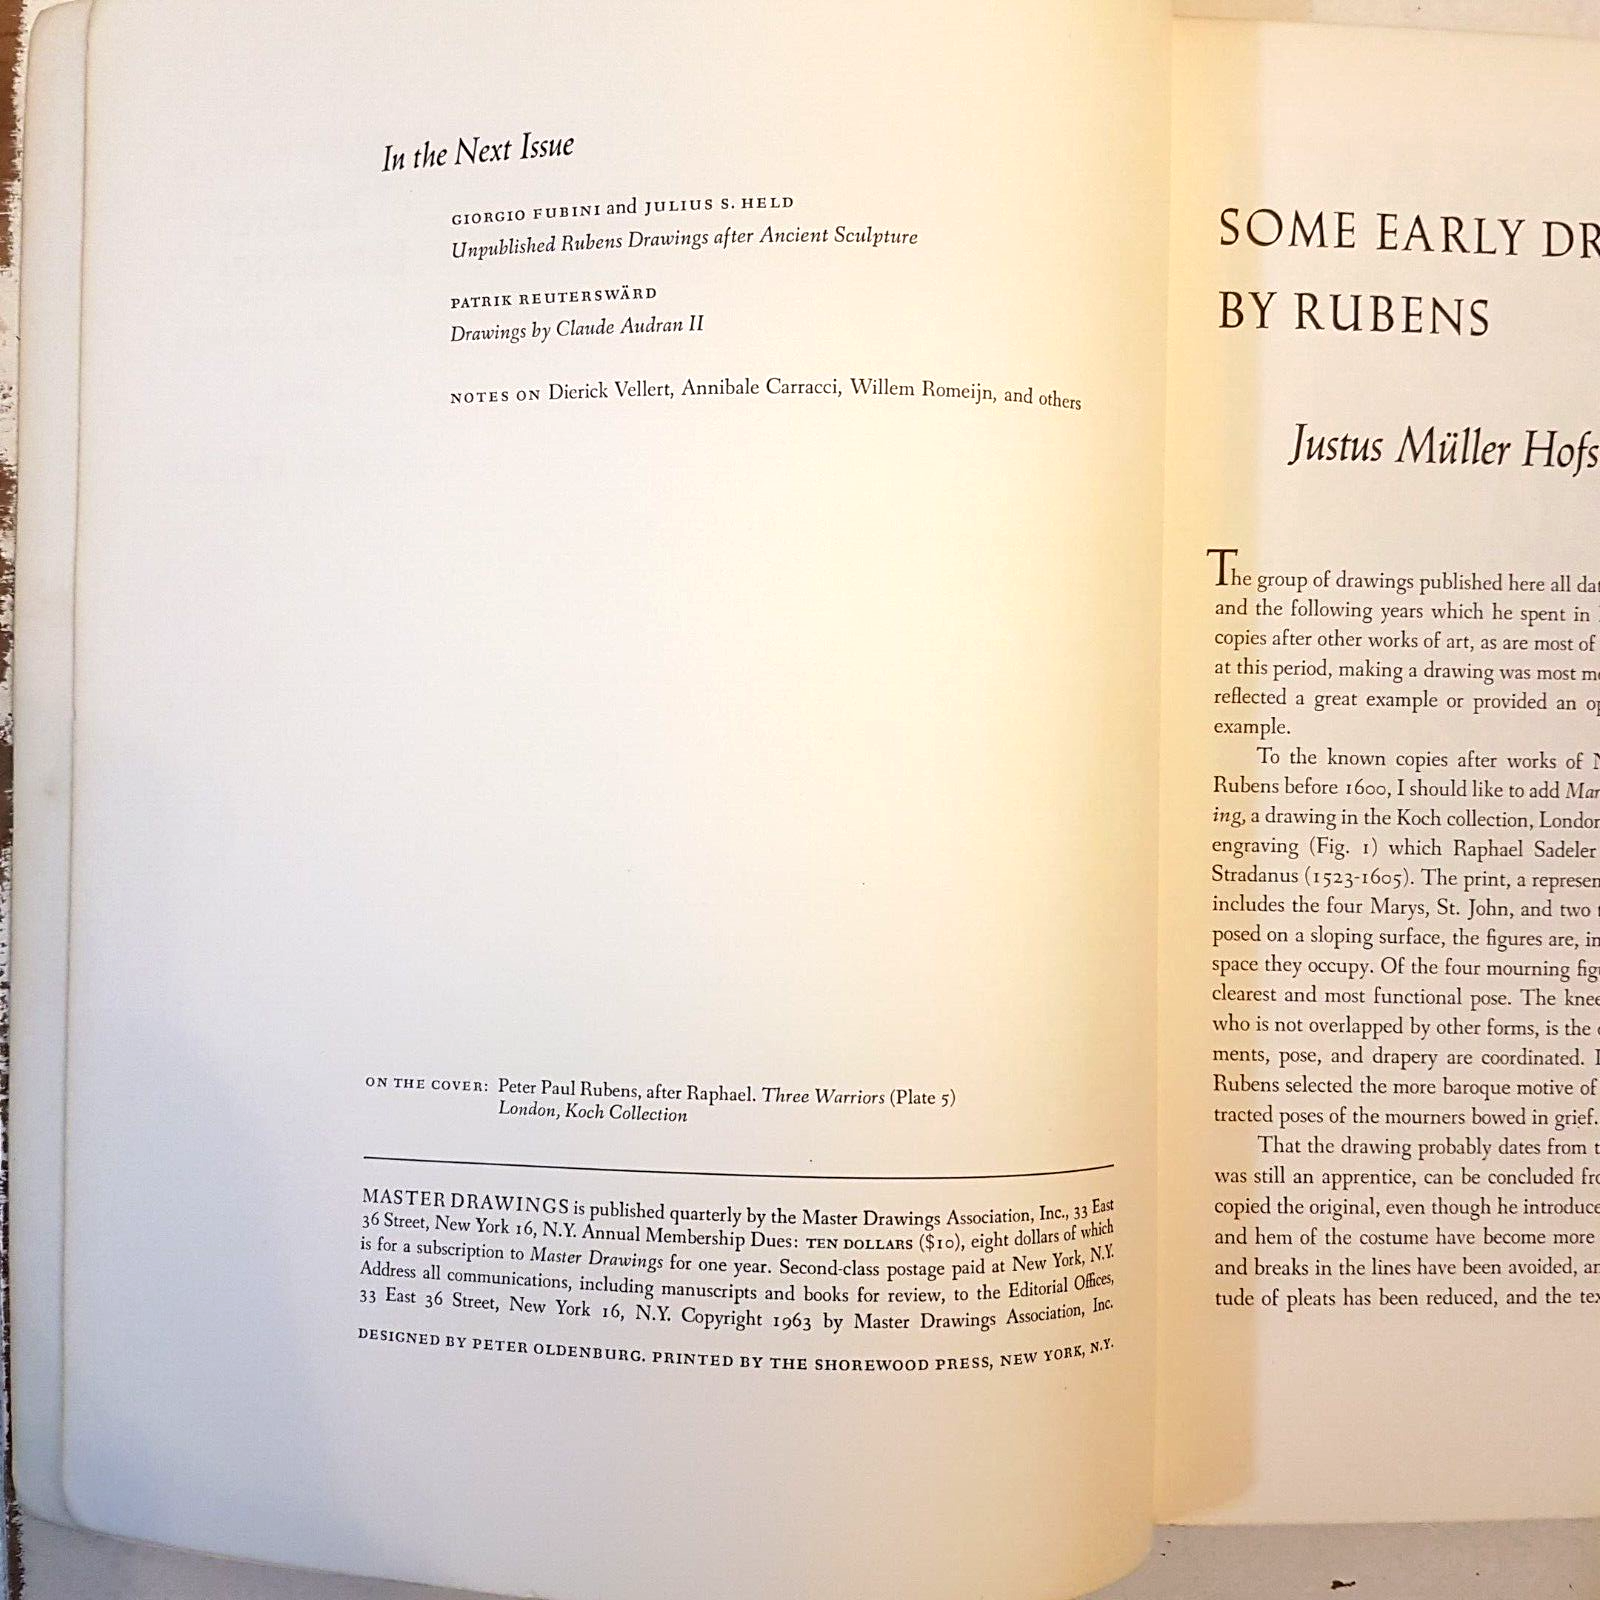 In the Next Issue
GIORGIO FUBINI and JULIUS S. HELD
Unpublished Rubens Drawings after Ancient Sculpture
PATRIK REUTERSWÄRD
Drawings by Claude Audran II
NOTES ON Dierick Vellert, Annibale Carracci, Willem Romeijn, and others
ON THE COVER: Peter Paul Rubens, after Raphael. Three Warriors (Plate 5)
London, Koch Collection
MASTER DRAWINGS is published quarterly by the Master Drawings Association, Inc., 33 East
36 Street, New York 16, N.Y. Annual Membership Dues: TEN DOLLARS ($10), eight dollars of which
is for a subscription to Master Drawings for one year. Second-class postage paid at New York, N.Y.
Address all communications, including manuscripts and books for review, to the Editorial Offices,
33 East 36 Street, New York 16, N.Y. Copyright 1963 by Master Drawings Association, Inc.
DESIGNED BY PETER OLDENBURG. PRINTED BY THE SHOREWOOD PRESS, NEW YORK, N.Y.
SOME EARLY DR
BY RUBENS
Justus Müller Hofs
The group of drawings published here all dat
and the following years which he spent in
copies after other works of art, as are most of
at this period, making a drawing was most mo
reflected a great example or provided an op
example.
To the known copies after works of
Rubens before 1600, I should like to add Mar
ing, a drawing in the Koch collection, London
engraving (Fig. 1) which Raphael Sadeler
Stradanus (1523-1605). The print, a represen
includes the four Marys, St. John, and two
posed on a sloping surface, the figures are, in
space they occupy. Of the four mourning figu
clearest and most functional pose. The knee
who is not overlapped by other forms, is the
ments, pose, and drapery are coordinated.
Rubens selected the more baroque motive of
tracted poses of the mourners bowed in grief.
That the drawing probably dates from t
was still an apprentice, can be concluded fro
copied the original, even though he introduce
and hem of the costume have become more
and breaks in the lines have been avoided, an
tude of pleats has been reduced, and the tex